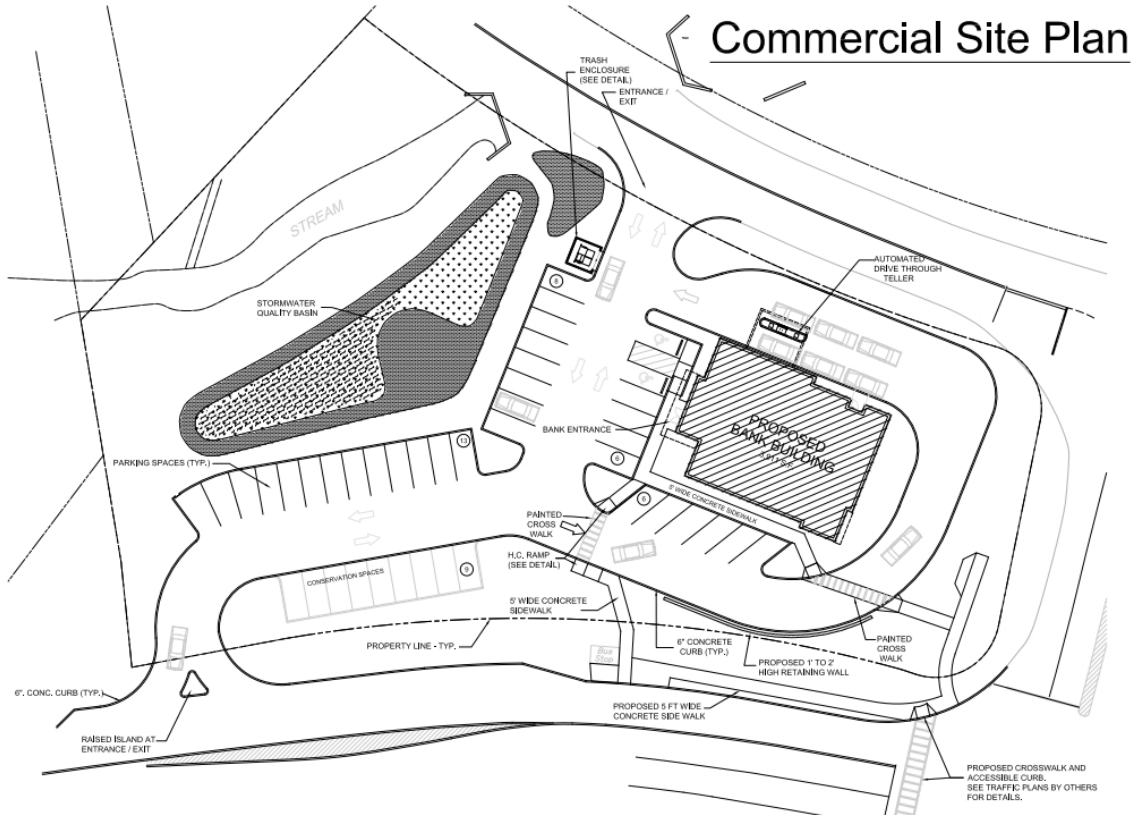 Commercial Site Plan
TRASH
ENCLOSURE
(SEE DETAIL)
ENTRANCE /
EXIT
STREAM
AUTOMATED
DRIVE THROUGH
TELLER
STORMWATER
QUALITY BASIN
8
BANK ENTRANCE
PROPOSED
BANK BUILDING
S.F.
13
PARKING SPACES (TYP.)
6
6
5' WIDE CONCRETE SIDEWALK
PAINTED
CROSS
WALK
H.C. RAMP
(SEE DETAIL)
CONSERVATION SPACES
9
5' WIDE CONCRETE
SIDEWALK
PROPERTY LINE - TYP.
Bus
Stop
6" CONCRETE
CURB (TYP.)
PROPOSED 1' TO 2'
HIGH RETAINING WALL
PAINTED
CROSS
WALK
6". CONC. CURB (TYP.)
PROPOSED 5 FT WIDE
CONCRETE SIDE WALK
RAISED ISLAND AT
ENTRANCE / EXIT
PROPOSED CROSSWALK AND
ACCESSIBLE CURB.
SEE TRAFFIC PLANS BY OTHERS
FOR DETAILS.